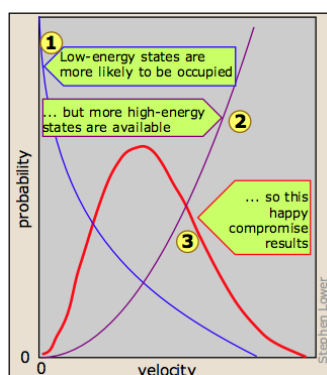 1
Low-energy states are
more likely to be occupied
... but more high-energy
states are available
2
... so this
happy
compromise
results
3
probability
0
0
velocity
Stephen Lower